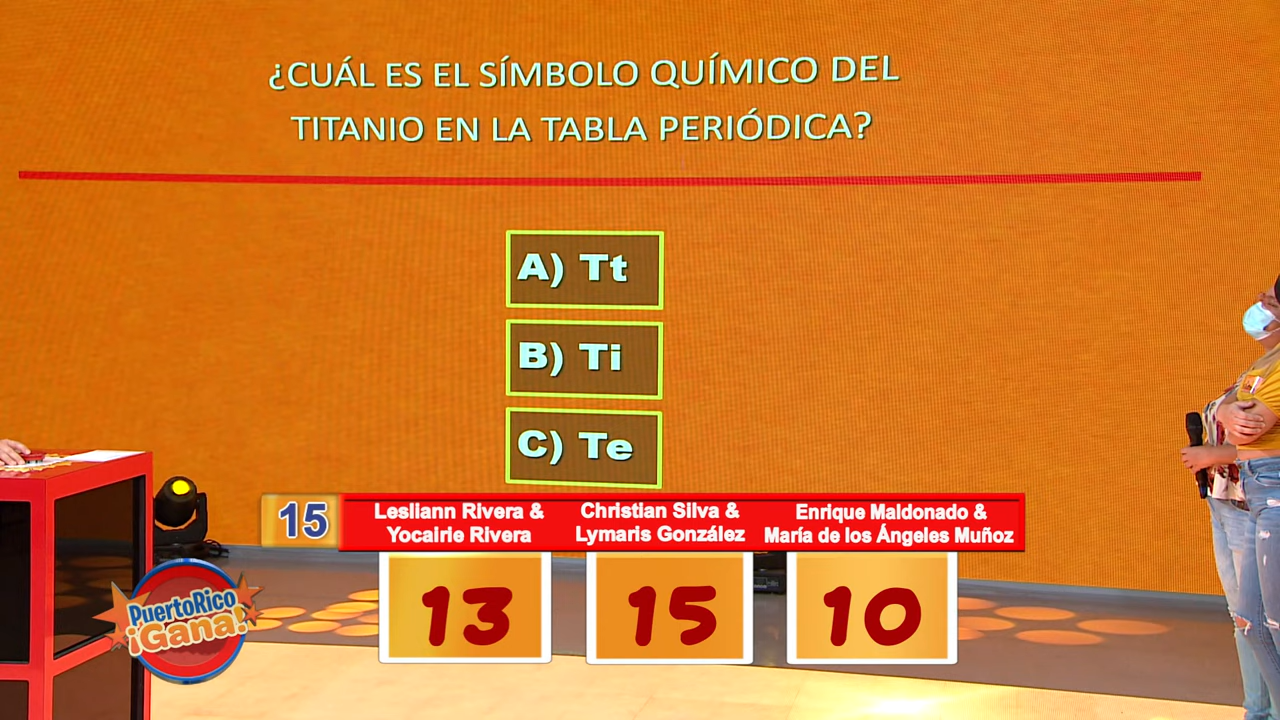 ¿CUÁL ES EL SÍMBOLO QUÍMICO DEL
TITANIO EN LA TABLA PERIÓDICA?
A) Tt
B) Ti
C) Te
15
Lesliann Rivera &
Yocairie Rivera
Christian Silva &
Lymaris González
Enrique Maldonado &
María de los Ángeles Muñoz
13
15
10
PuertoRico
¡Gana!